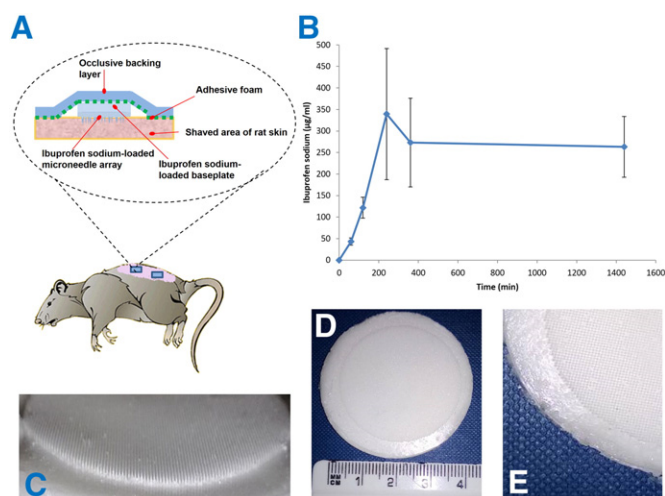 A
Occlusive backing
layer
Adhesive foam
Shaved area of rat skin
Ibuprofen sodium-loaded
microneedle array
Ibuprofen sodium-
loaded baseplate
B
Ibuprofen sodium (µg/ml)
500
450
400
350
300
250
200
150
100
50
0
0 200 400 600 800 1000 1200 1400 1600
Time (min)
C
D
1 2 3 4
E